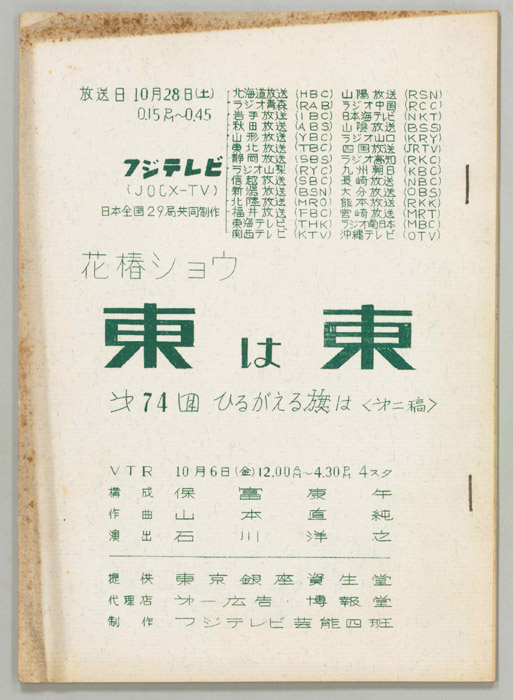 放送日 10月28日(土)
0.15 PM~0.45
フジテレビ
(JOCX-TV)
日本全国29局共同制作
北海道放送 (HBC)
ラジオ青森 (RAB)
岩手放送 (IBC)
秋田放送 (ABS)
山形放送 (YBC)
東北放送 (TBC)
静岡放送 (SBS)
ラジオ山梨 (RYC)
信越放送 (SBC)
新潟放送 (BSN)
北陸放送 (MRO)
福井放送 (FBC)
東海テレビ (THK)
関西テレビ (KTV)
山陽放送 (RSN)
ラジオ中国 (RCC)
日本海テレビ (NKT)
山陰放送 (BSS)
ラジオ山口 (KRY)
四国放送 (JRTV)
ラジオ高知 (RKC)
九州朝日 (KBC)
長崎放送 (NBC)
大分放送 (OBS)
熊本放送 (RKK)
宮崎放送 (MRT)
ラジオ南日本 (MBC)
沖縄テレビ (OTV)
花椿ショウ
東は東
㐧74回 ひるがえる旗は〈㐧二稿〉
VTR 10月6日(金)12.00AM~4.30PM 4スタ
構成 保富康午
作曲 山本直純
演出 石川洋之
提供 東京銀座資生堂
代理店 㐧一広告・博報堂
制作 フジテレビ芸能四班